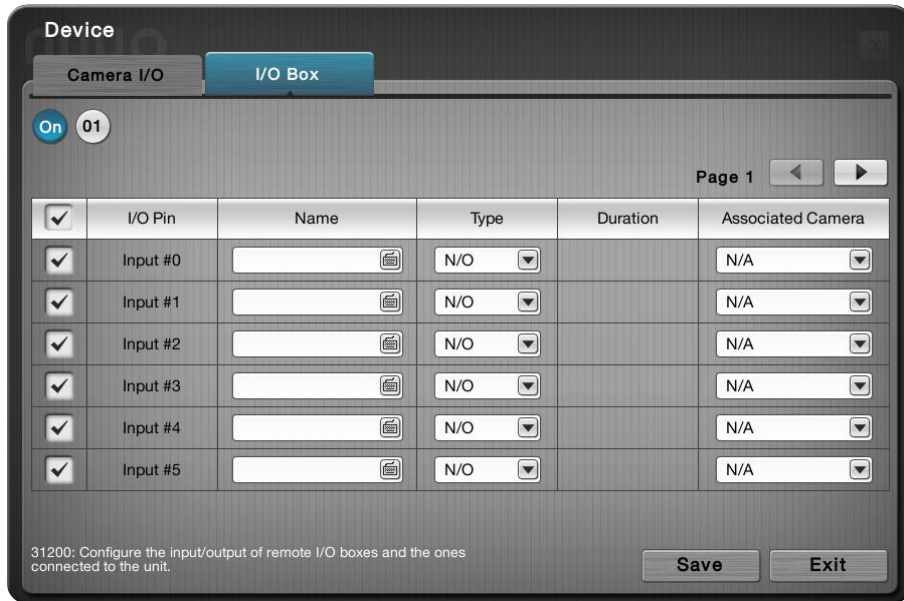 Device
Camera I/O
I/O Box
On 01
Page 1
I/O Pin Name Type Duration Associated Camera
Input #0 N/O N/A
Input #1 N/O N/A
Input #2 N/O N/A
Input #3 N/O N/A
Input #4 N/O N/A
Input #5 N/O N/A
31200: Configure the input/output of remote I/O boxes and the ones
connected to the unit.
Save Exit